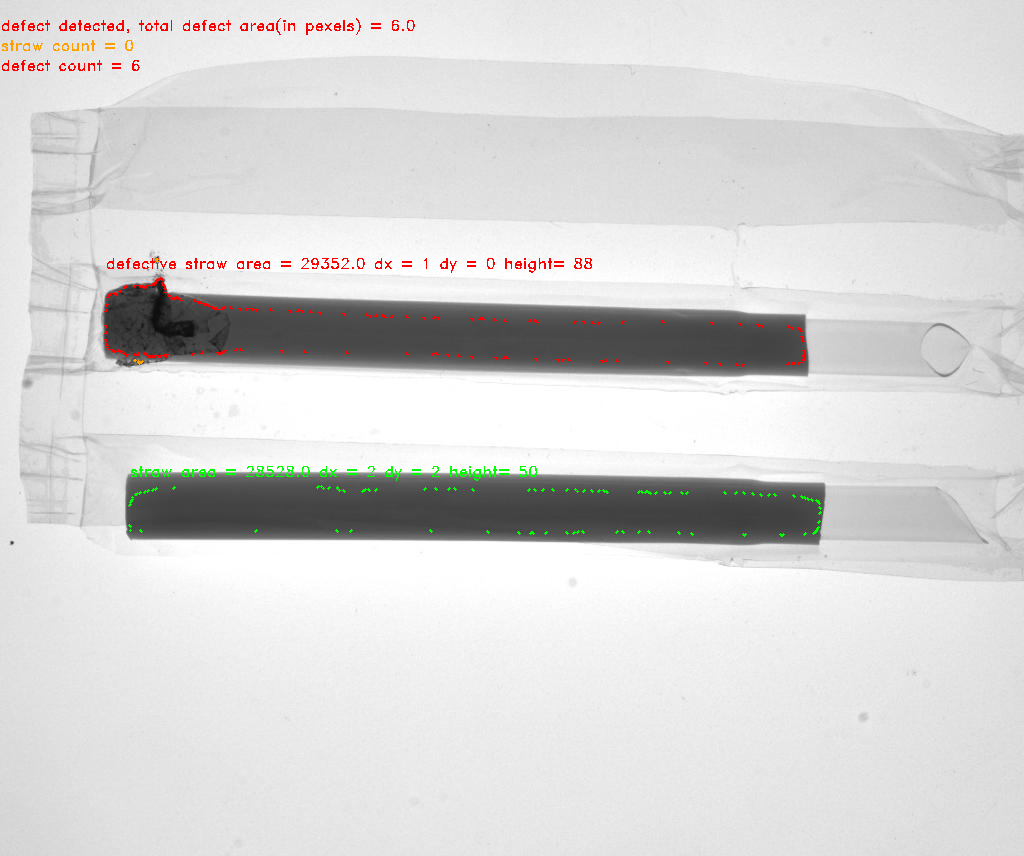 defect detected, total defect area(in pexels) = 6.0
straw count = 0
defect count = 6
defective straw area = 29352.0 dx = 1 dy = 0 height= 88
straw area = 28528.0 dx = 2 dy = 2 height= 50